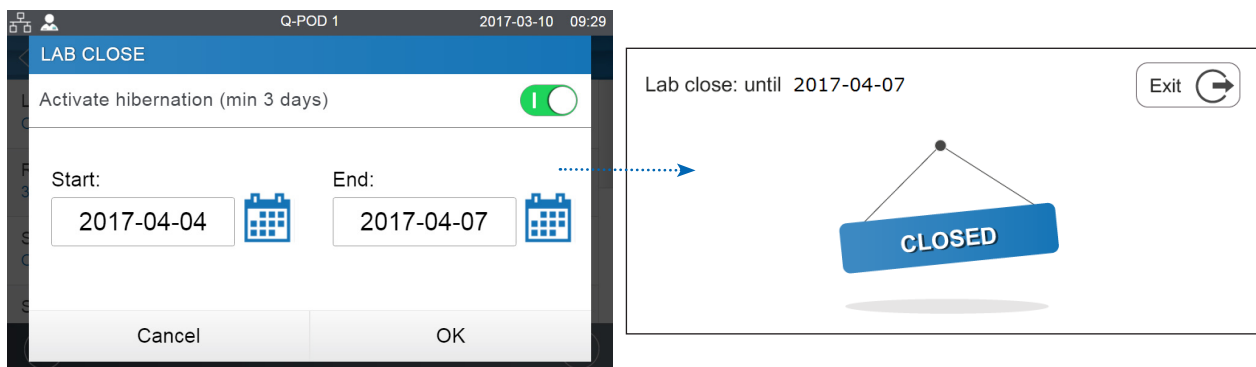 Q-POD 1 2017-03-10 09:29
LAB CLOSE
Activate hibernation (min 3 days)
Start: End:
2017-04-04 2017-04-07
Cancel OK
Lab close: until 2017-04-07 Exit
CLOSED